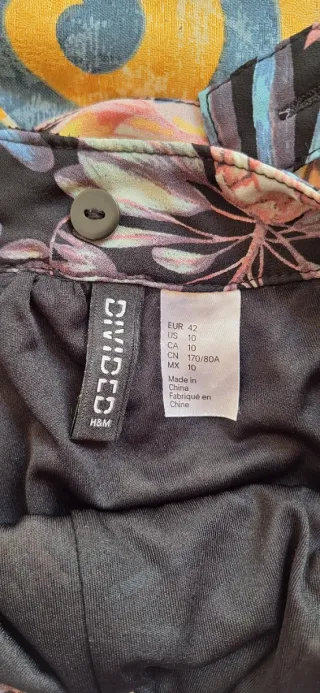 DIVIDED
H&M
EUR 42
US 10
CA 10
CN 170/80A
MX 10
Made in
China
Fabriqué en
Chine